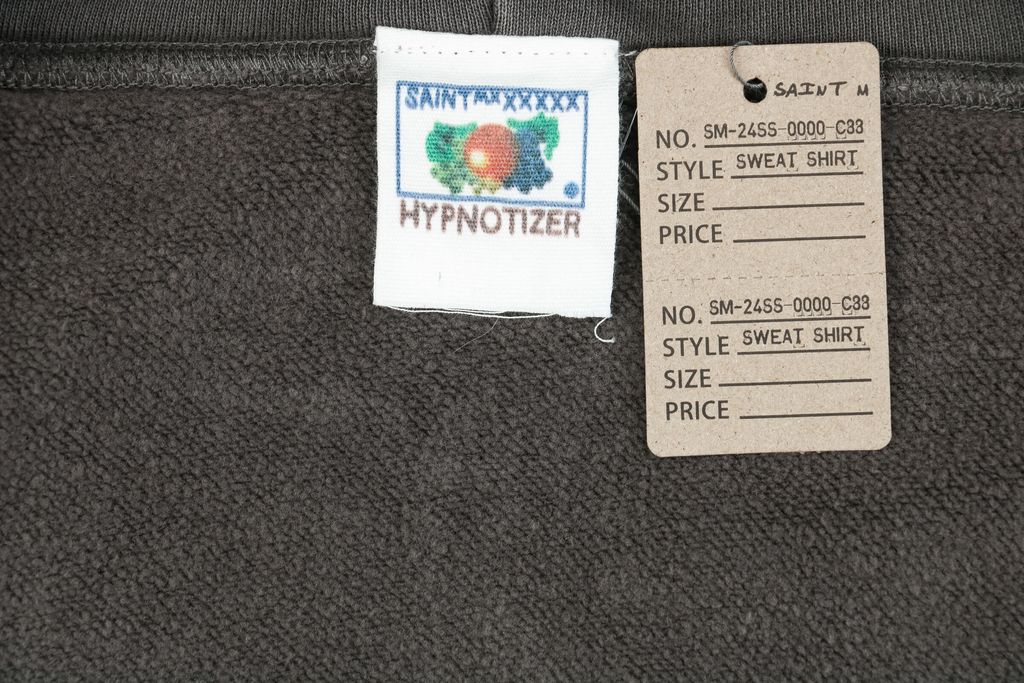 SAINT MXXXXXX
HYPNOTIZER
SAINT M
NO. SM-24SS-0000-C33
STYLE SWEAT SHIRT
SIZE
PRICE
NO. SM-24SS-0000-C33
STYLE SWEAT SHIRT
SIZE
PRICE